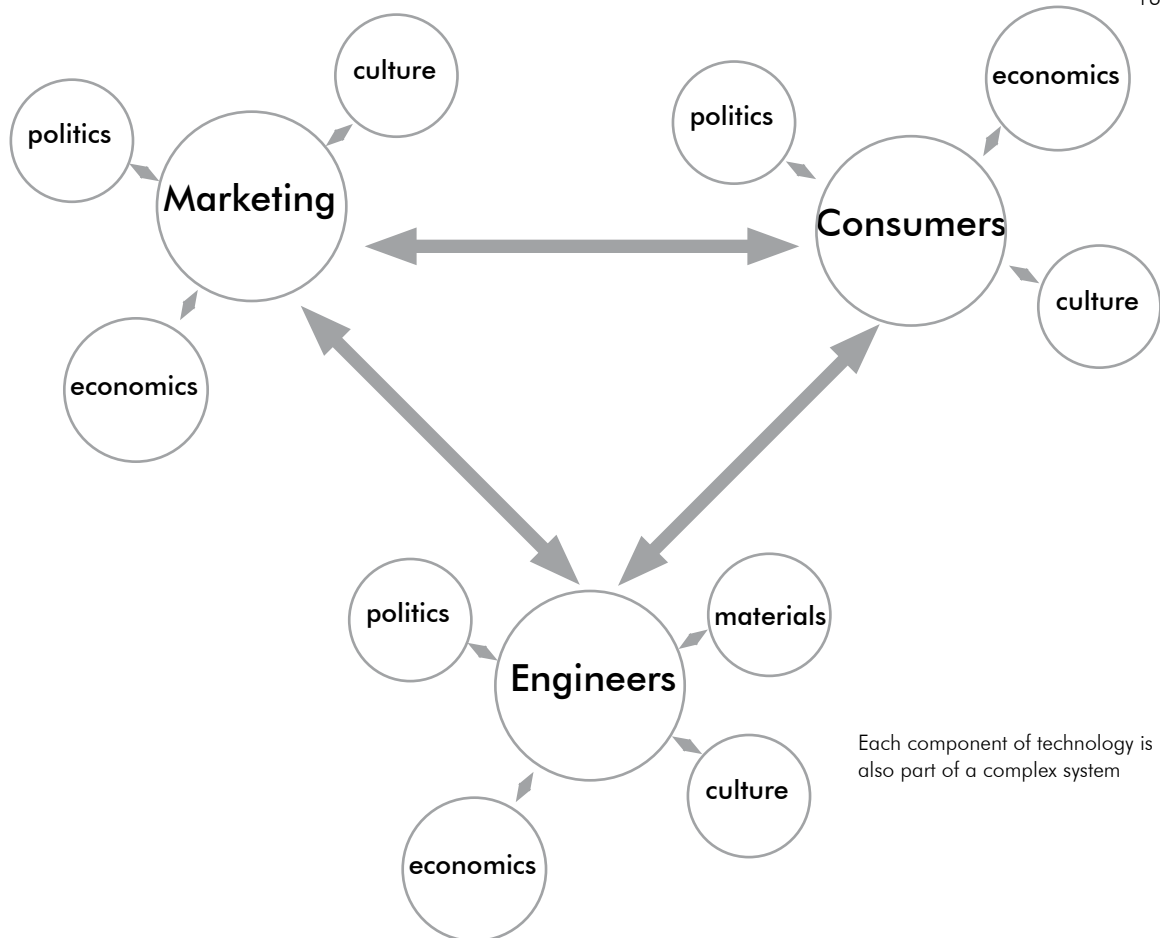 culture
economics
politics
politics
Marketing
Consumers
culture
economics
politics
materials
Engineers
Each component of technology is
also part of a complex system
culture
economics